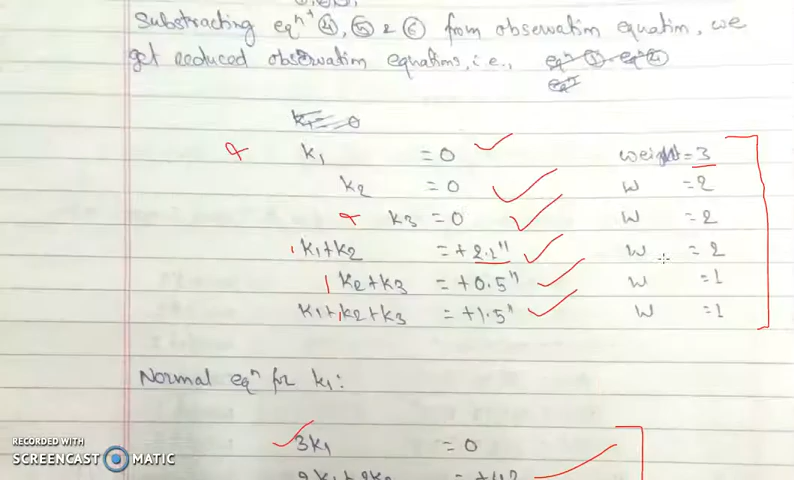 Substracting eqn ④, ⑤ & ⑥ from observation equation, we
get reduced observation equations, i.e.,
K1 = 0 weight = 3
K2 = 0 W = 2
K3 = 0 W = 2
K1+K2 = +2.2" W = 2
K2+K3 = +0.5" W = 1
K1+K2+K3 = +1.5" W = 1
Normal eqn for K1:
3K1 = 0
RECORDED WITH
SCREENCAST MATIC